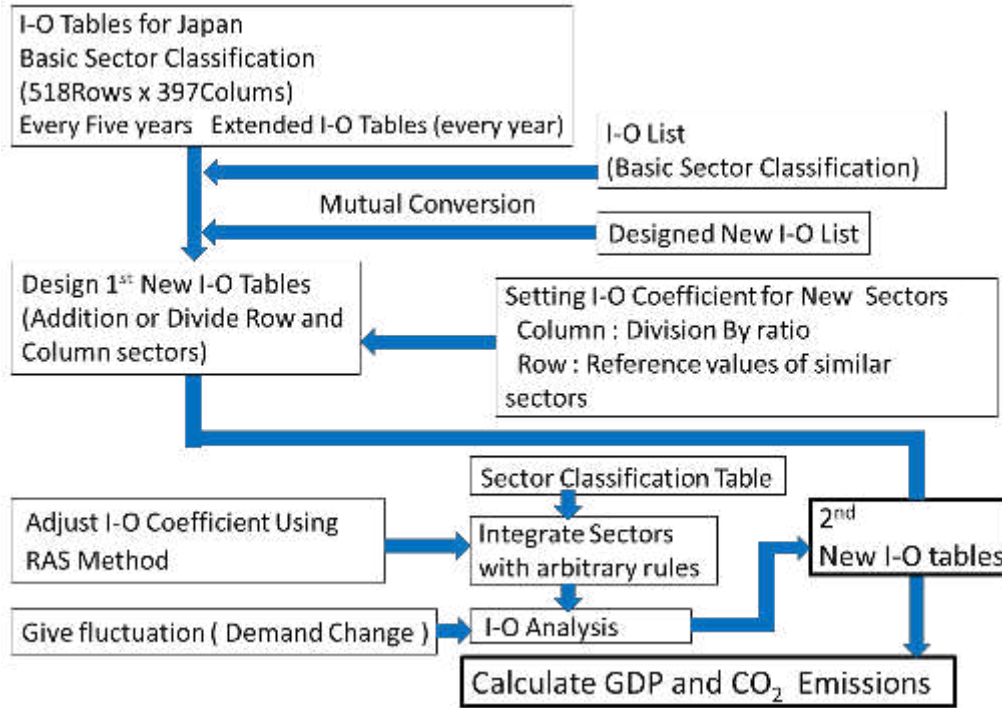 I-O Tables for Japan
Basic Sector Classification
(518Rows x 397Colums)
Every Five years Extended I-O Tables (every year)
I-O List
(Basic Sector Classification)
Mutual Conversion
Designed New I-O List
Design 1st New I-O Tables
(Addition or Divide Row and
Column sectors)
Setting I-O Coefficient for New Sectors
Column : Division By ratio
Row : Reference values of similar
sectors
Sector Classification Table
Adjust I-O Coefficient Using
RAS Method
Integrate Sectors
with arbitrary rules
2nd
New I-O tables
Give fluctuation ( Demand Change )
I-O Analysis
Calculate GDP and CO2 Emissions